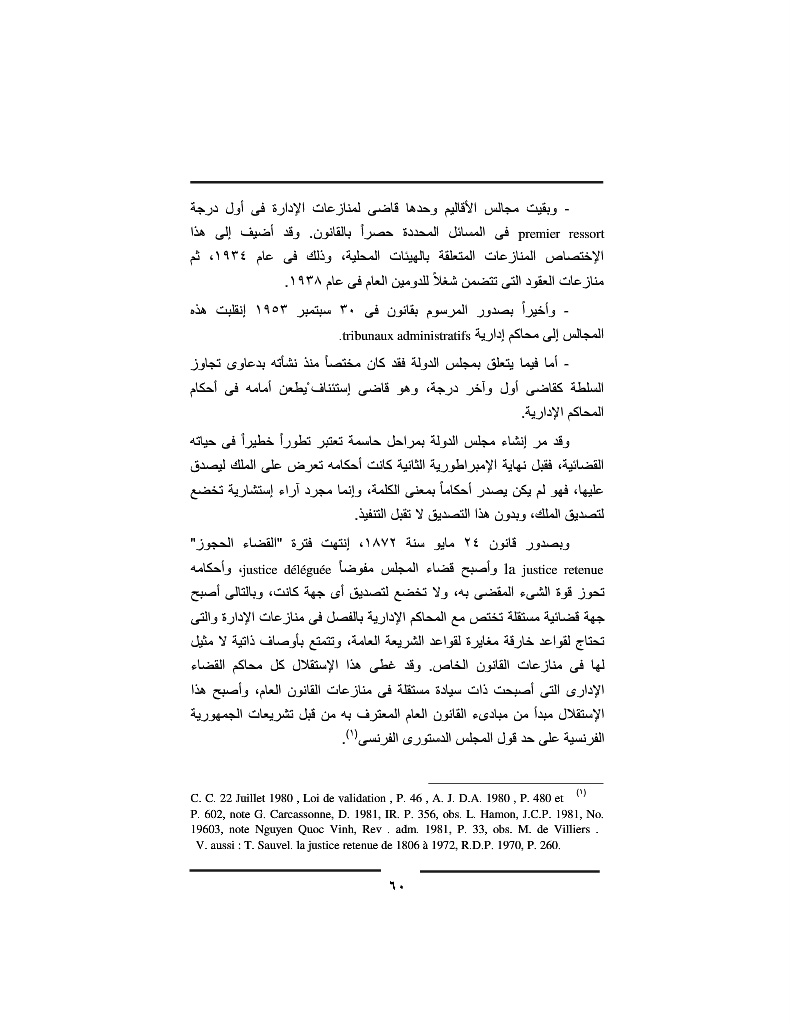 - وبقيت مجالس الأقاليم وحدها قاضى لمنازعات الإدارة فى أول درجة
premier ressort فى المسائل المحددة حصراً بالقانون. وقد أضيف إلى هذا
الإختصاص المنازعات المتعلقة بالهيئات المحلية، وذلك فى عام ١٩٣٤، ثم
منازعات العقود التى تتضمن شغلاً للدومين العام فى عام ١٩٣٨.
- وأخيراً بصدور المرسوم بقانون فى ٣٠ سبتمبر ١٩٥٣ إنقلبت هذه
المجالس إلى محاكم إدارية tribunaux administratifs.
- أما فيما يتعلق بمجلس الدولة فقد كان مختصاً منذ نشأته بدعاوى تجاوز
السلطة كقاضى أول وآخر درجة، وهو قاضى إستئناف ُيطعن أمامه فى أحكام
المحاكم الإدارية.
وقد مر إنشاء مجلس الدولة بمراحل حاسمة تعتبر تطوراً خطيراً فى حياته
القضائية، فقبل نهاية الإمبراطورية الثانية كانت أحكامه تعرض على الملك ليصدق
عليها، فهو لم يكن يصدر أحكاماً بمعنى الكلمة، وإنما مجرد آراء إستشارية تخضع
لتصديق الملك، وبدون هذا التصديق لا تقبل التنفيذ.
وبصدور قانون ٢٤ مايو سنة ١٨٧٢، إنتهت فترة "القضاء الحجوز"
la justice retenue وأصبح قضاء المجلس مفوضاً justice déléguée، وأحكامه
تحوز قوة الشىء المقضى به، ولا تخضع لتصديق أى جهة كانت، وبالتالى أصبح
جهة قضائية مستقلة تختص مع المحاكم الإدارية بالفصل فى منازعات الإدارة والتى
تحتاج لقواعد خارقة مغايرة لقواعد الشريعة العامة، وتتمتع بأوصاف ذاتية لا مثيل
لها فى منازعات القانون الخاص. وقد غطى هذا الإستقلال كل محاكم القضاء
الإدارى التى أصبحت ذات سيادة مستقلة فى منازعات القانون العام، وأصبح هذا
الإستقلال مبدأ من مبادىء القانون العام المعترف به من قبل تشريعات الجمهورية
الفرنسية على حد قول المجلس الدستورى الفرنسى(١).
C. C. 22 Juillet 1980 , Loi de validation , P. 46 , A. J. D.A. 1980 , P. 480 et (١)
P. 602, note G. Carcassonne, D. 1981, IR. P. 356, obs. L. Hamon, J.C.P. 1981, No.
19603, note Nguyen Quoc Vinh, Rev . adm. 1981, P. 33, obs. M. de Villiers .
V. aussi : T. Sauvel. la justice retenue de 1806 à 1972, R.D.P. 1970, P. 260.
٦٠